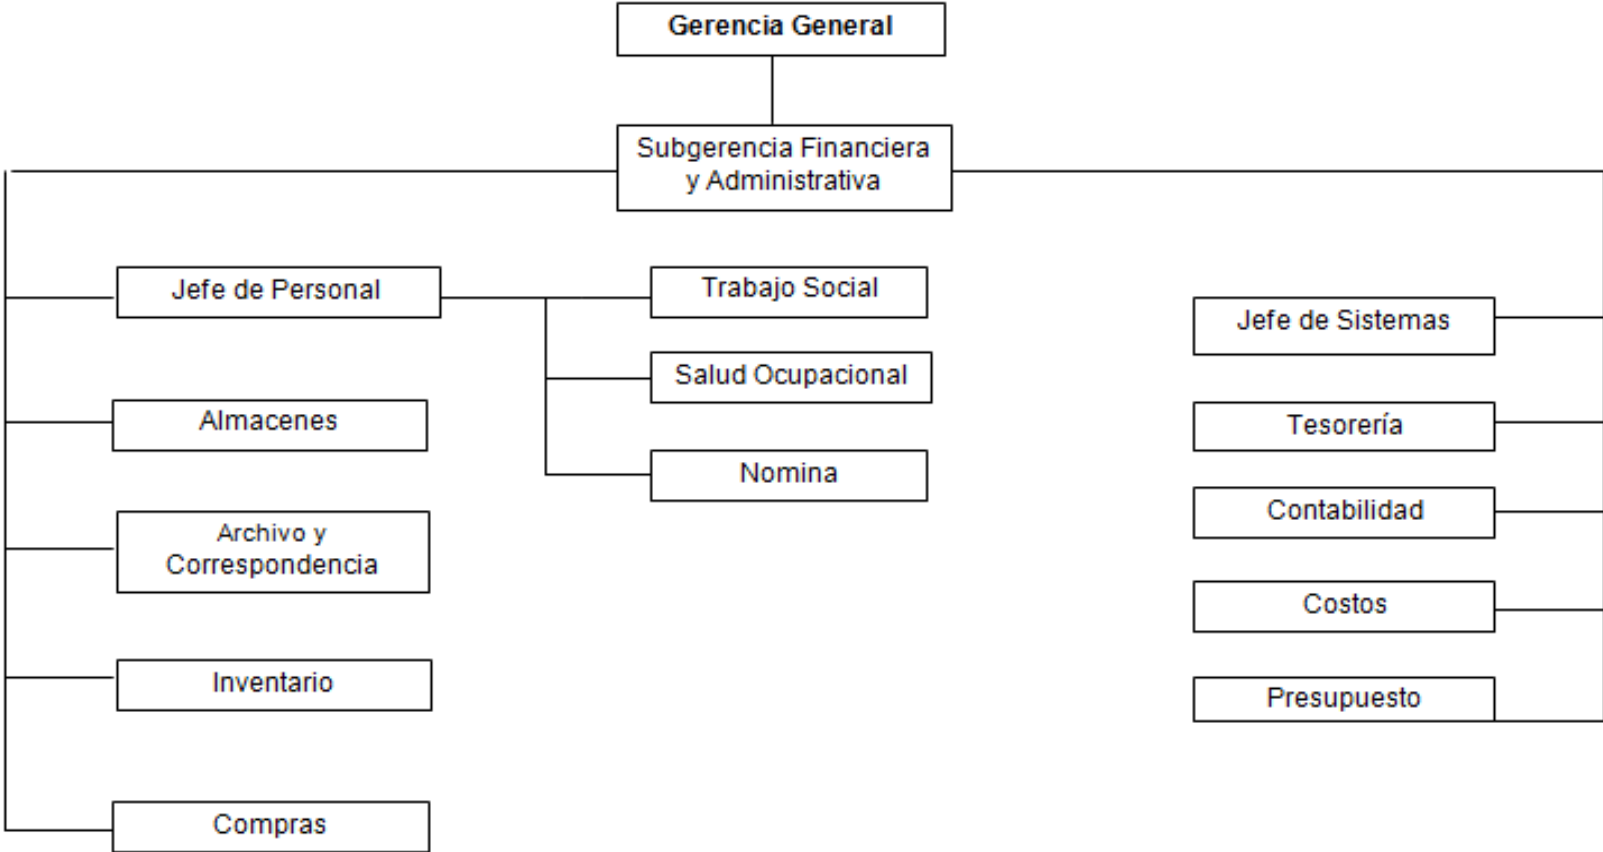 Gerencia General
Subgerencia Financiera
y Administrativa
Jefe de Personal
Trabajo Social
Jefe de Sistemas
Salud Ocupacional
Almacenes
Tesorería
Nomina
Contabilidad
Archivo y
Correspondencia
Costos
Inventario
Presupuesto
Compras